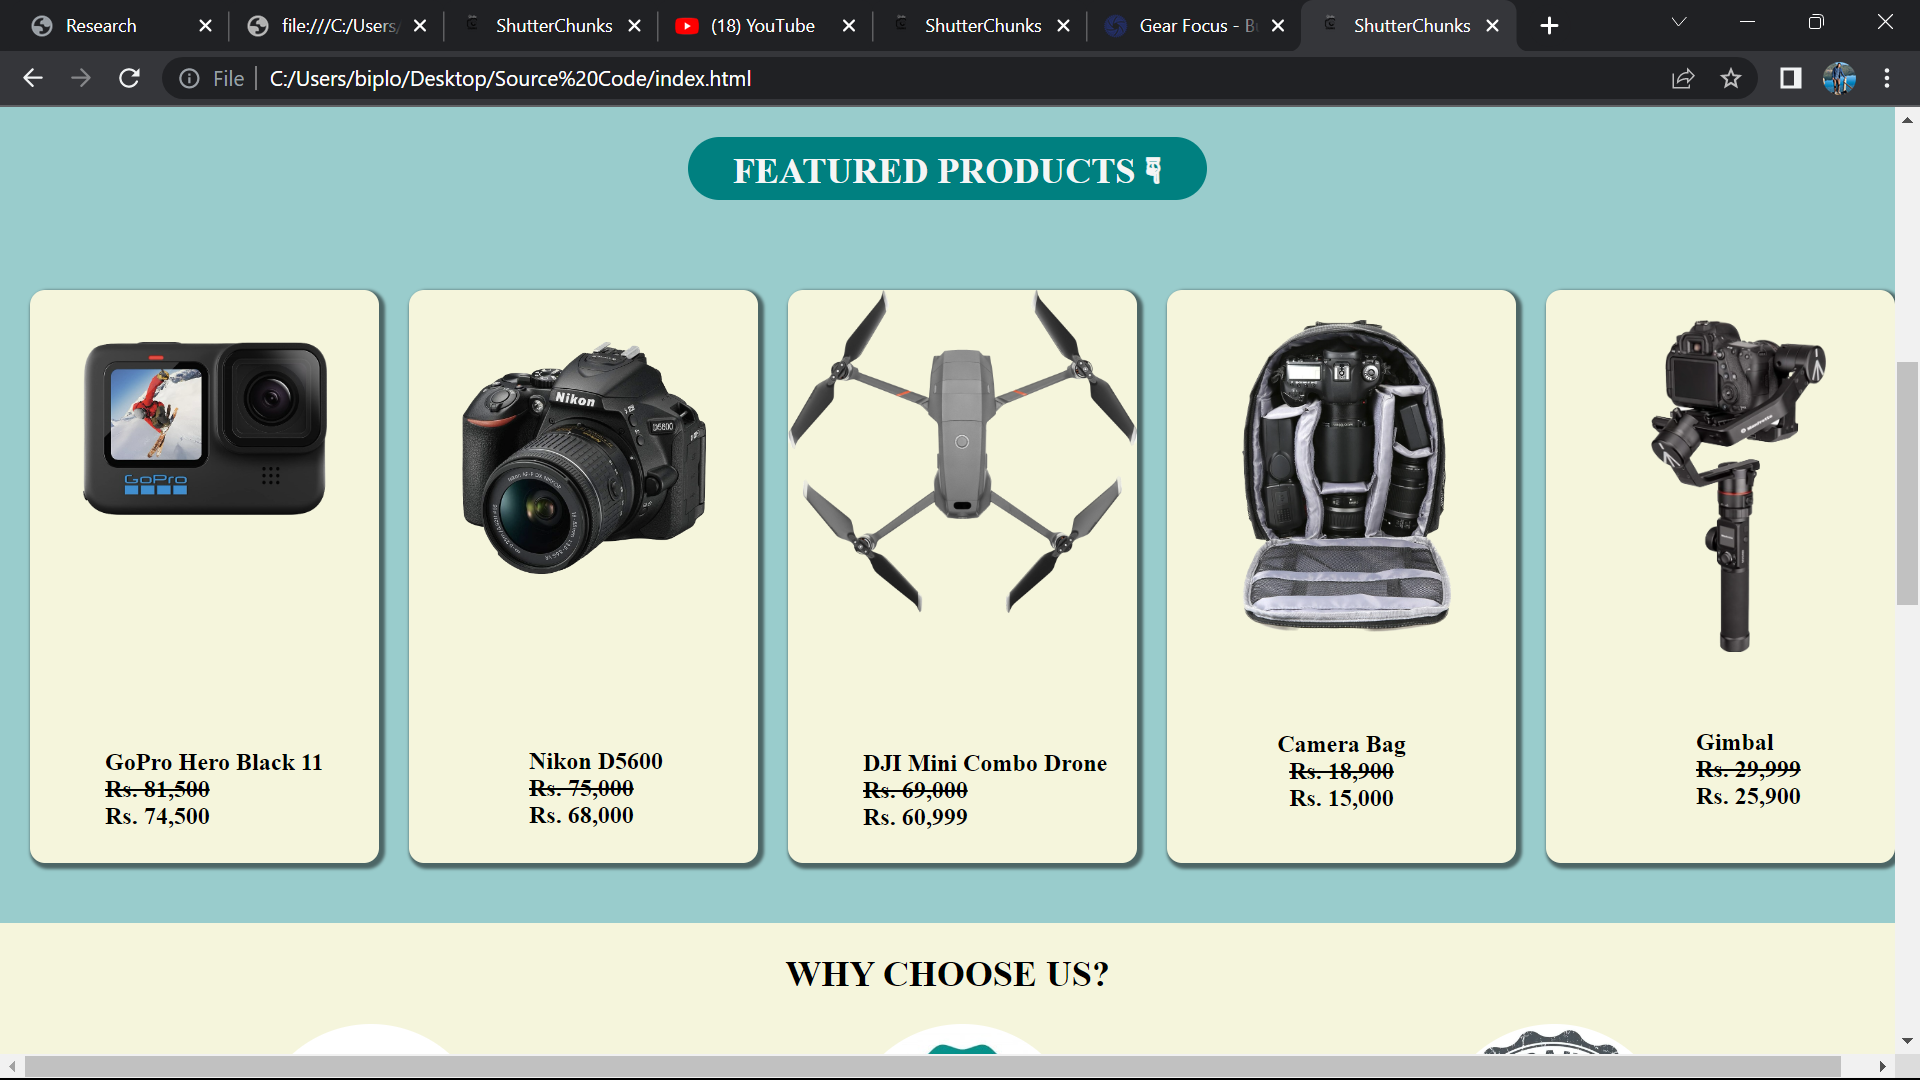 Research
file:///C:/Users/
ShutterChunks
(18) YouTube
ShutterChunks
Gear Focus - B
ShutterChunks
File
C:/Users/biplo/Desktop/Source%20Code/index.html
FEATURED PRODUCTS
GoPro
Nikon
D5600
GoPro Hero Black 11
Rs. 81,500
Rs. 74,500
Nikon D5600
Rs. 75,000
Rs. 68,000
DJI Mini Combo Drone
Rs. 69,000
Rs. 60,999
Camera Bag
Rs. 18,900
Rs. 15,000
Gimbal
Rs. 29,999
Rs. 25,900
WHY CHOOSE US?